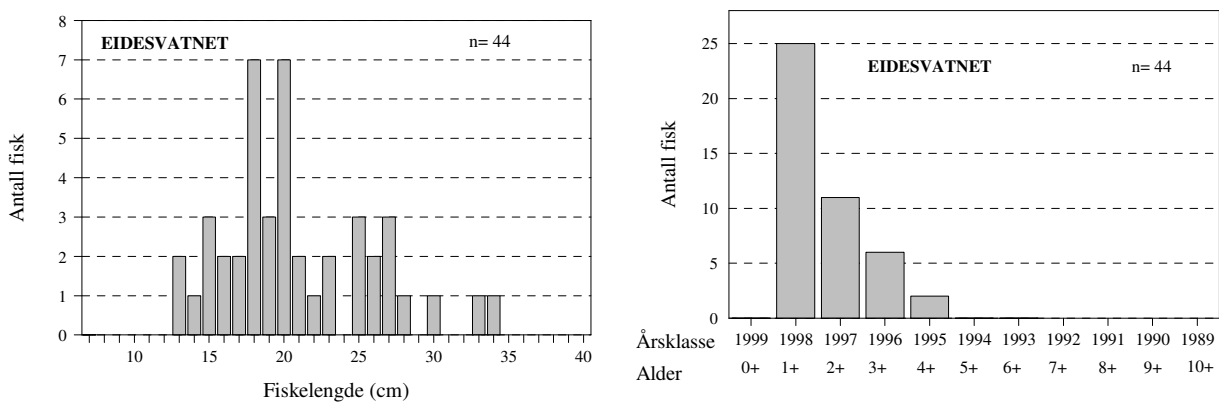 EIDESVATNET n= 44
Antall fisk
8
7
6
5
4
3
2
1
0
10 15 20 25 30 35 40
Fiskelengde (cm)
EIDESVATNET n= 44
Antall fisk
25
20
15
10
5
0
Årsklasse 1999 1998 1997 1996 1995 1994 1993 1992 1991 1990 1989
Alder 0+ 1+ 2+ 3+ 4+ 5+ 6+ 7+ 8+ 9+ 10+